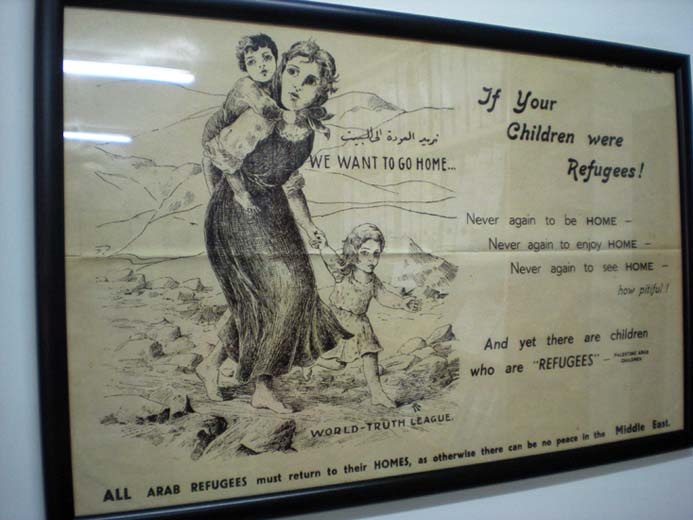 If Your
Children were
Refugees!
نريد العودة الى البيت
WE WANT TO GO HOME...
Never again to be HOME –
Never again to enjoy HOME –
Never again to see HOME –
how pitiful!
And yet there are children
who are "REFUGEES" – PALESTINE ARAB
CHILDREN
WORLD-TRUTH LEAGUE.
ALL ARAB REFUGEES must return to their HOMES, as otherwise there can be no peace in the Middle East.